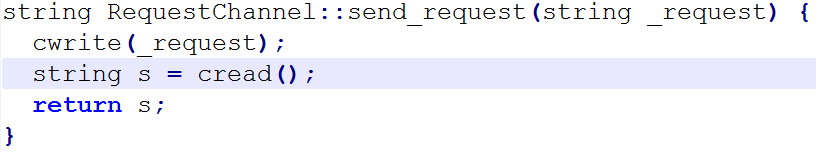 string RequestChannel::send_request(string _request) {
  cwrite(_request);
  string s = cread();
  return s;
}